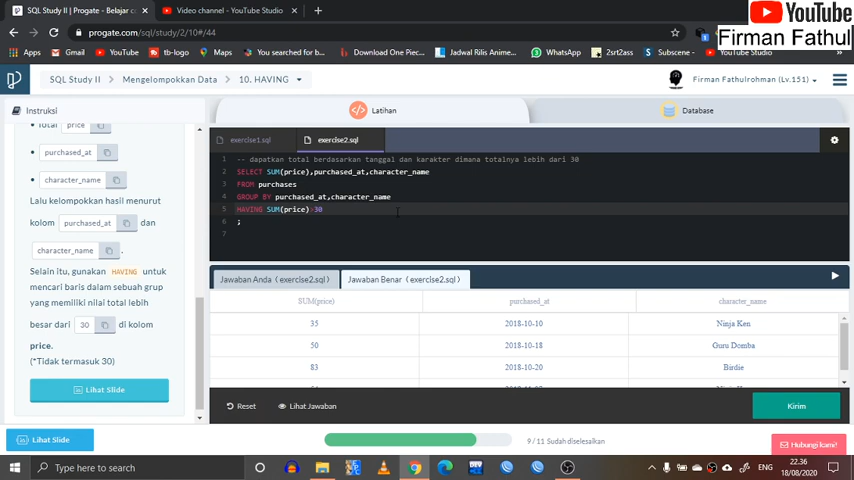 SQL Study II | Progate - Belajar c
Video channel - YouTube Studio
YouTube
Firman Fathul
progate.com/sql/study/2/10#/44
Apps
Gmail
YouTube
tb-logo
Maps
You searched for b...
Download One Piec...
Jadwal Rilis Anime...
WhatsApp
2srt2ass
Subscene -
SQL Study II
Mengelompokkan Data
10. HAVING
Firman Fathulrohman (Lv.151)
Instruksi
Latihan
Database
Total price
purchased_at
character_name
Lalu kelompokkan hasil menurut
kolom purchased_at dan
character_name .
Selain itu, gunakan HAVING untuk
mencari baris dalam sebuah grup
yang memiliki nilai total lebih
besar dari 30 di kolom
price.
(*Tidak termasuk 30)
Lihat Slide
exercise1.sql
exercise2.sql
1 -- dapatkan total berdasarkan tanggal dan karakter dimana totalnya lebih dari 30
2 SELECT SUM(price),purchased_at,character_name
3 FROM purchases
4 GROUP BY purchased_at,character_name
5 HAVING SUM(price)>30
6 ;
7
Jawaban Anda (exercise2.sql)
Jawaban Benar (exercise2.sql)
SUM(price) purchased_at character_name
35 2018-10-10 Ninja Ken
50 2018-10-18 Guru Domba
83 2018-10-20 Birdie
Reset
Lihat Jawaban
Kirim
Lihat Slide
9 / 11 Sudah diselesaikan
Hubungi kami!
Type here to search
DEV
ENG
22.36
18/08/2020